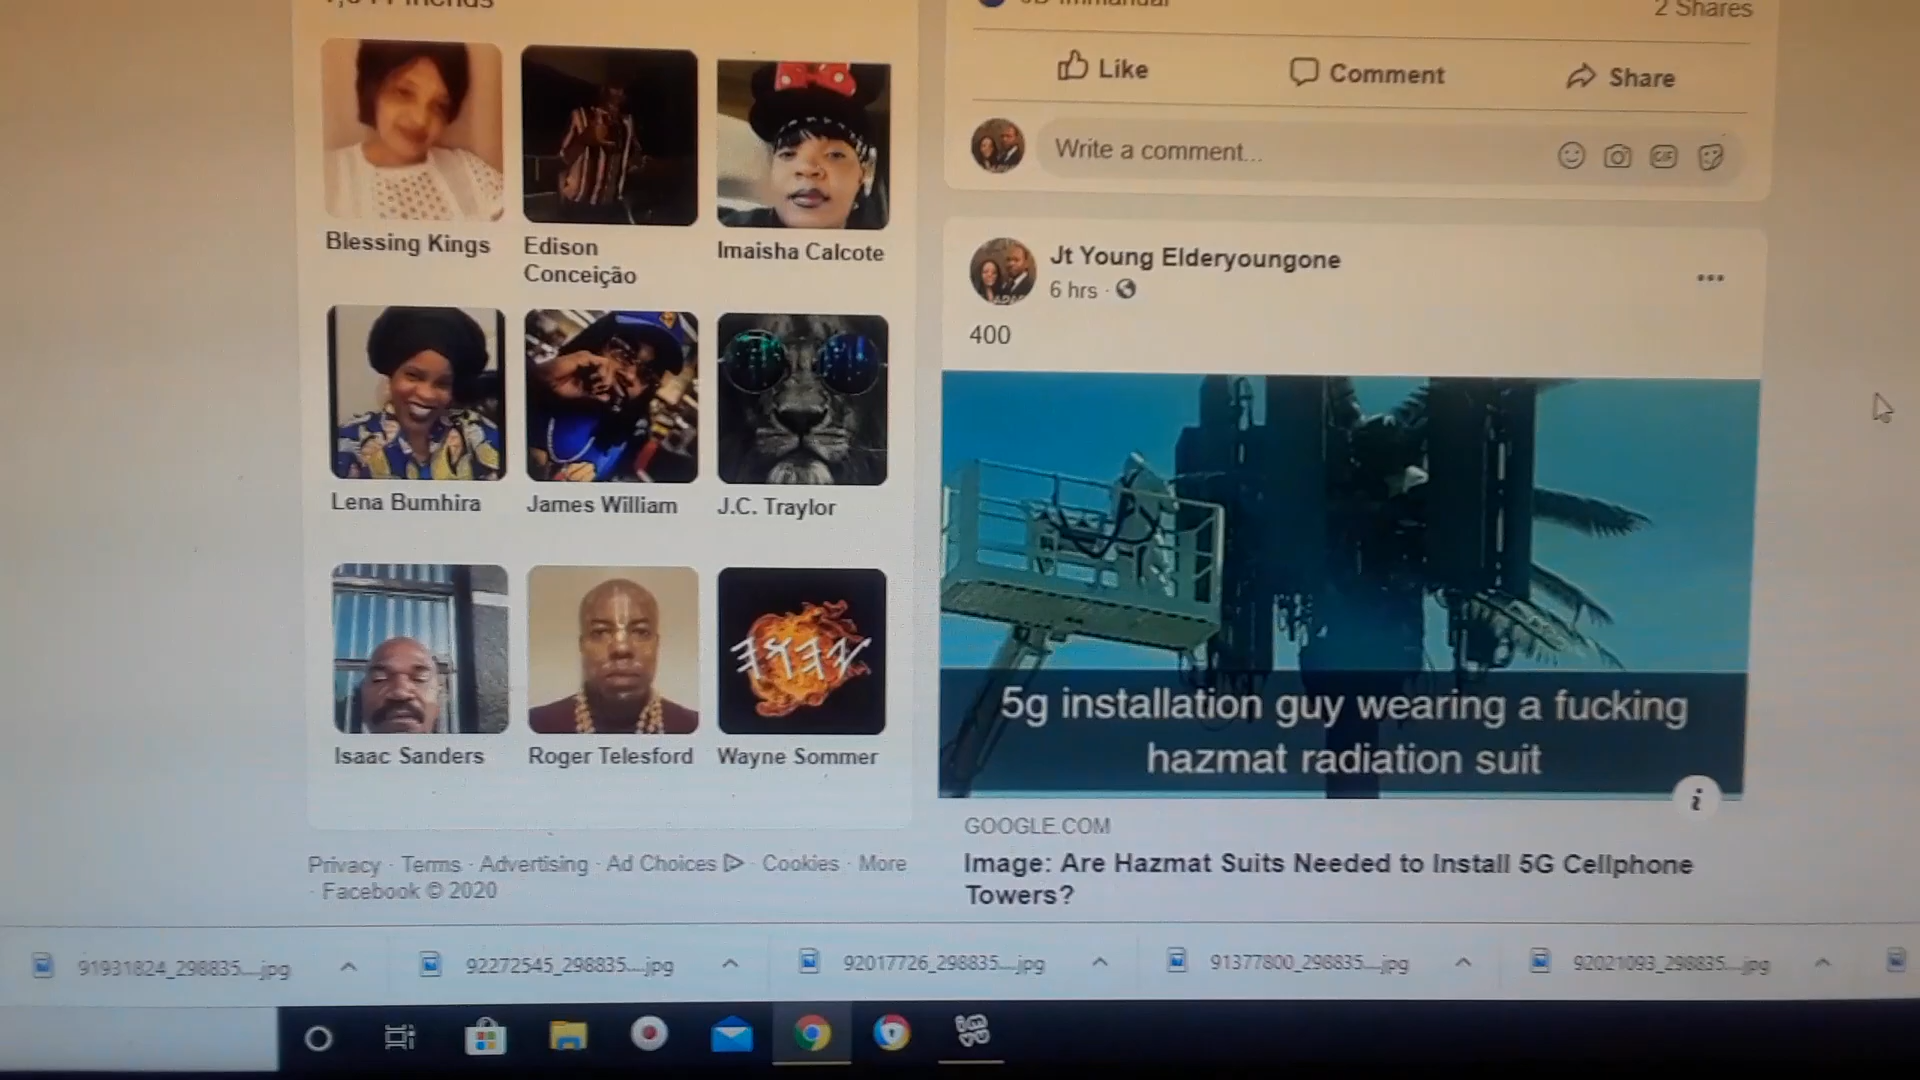 Friends
2 Shares
Like
Comment
Share
Write a comment...
GIF
Blessing Kings
Edison
Conceição
Imaisha Calcote
Lena Bumhira
James William
J.C. Traylor
Isaac Sanders
Roger Telesford
Wayne Sommer
Privacy · Terms · Advertising · Ad Choices · Cookies · More
· Facebook © 2020
Jt Young Elderyoungone
6 hrs ·
400
5g installation guy wearing a fucking
hazmat radiation suit
i
GOOGLE.COM
Image: Are Hazmat Suits Needed to Install 5G Cellphone
Towers?
91931824_298835....jpg
92272545_298835....jpg
92017726_298835....jpg
91377800_298835....jpg
92021093_298835....jpg
imvu